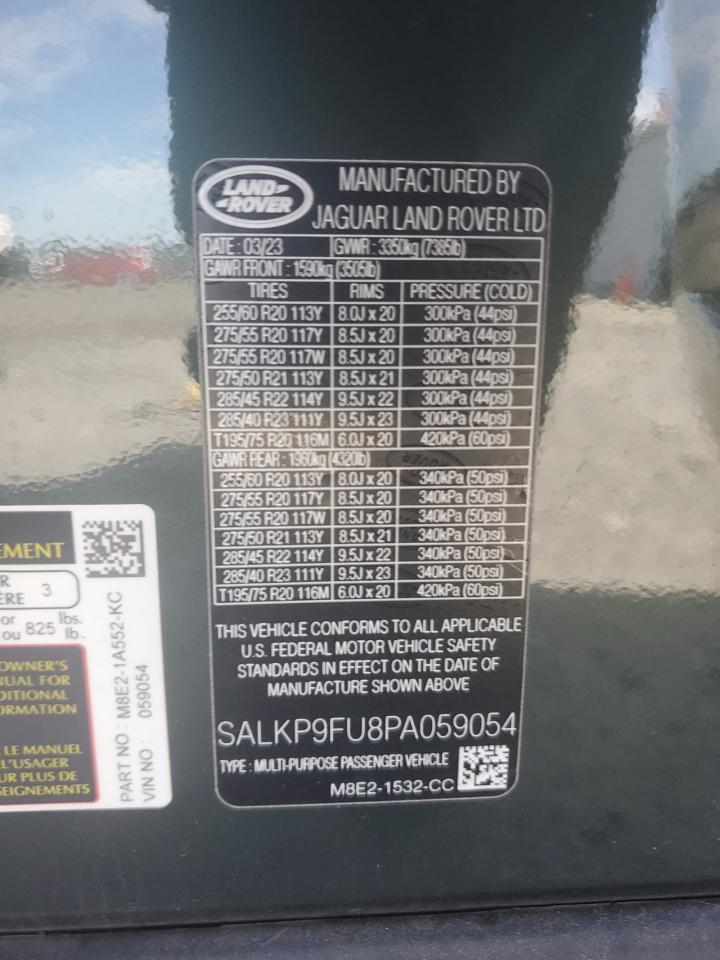 LAND-
-ROVER
MANUFACTURED BY
JAGUAR LAND ROVER LTD
DATE : 03/23 GVWR : 3350kg (7385lb)
GAWR FRONT : 1590kg (3505lb)
TIRES RIMS PRESSURE (COLD)
255/60 R20 113Y 8.0J x 20 300kPa (44psi)
275/55 R20 117Y 8.5J x 20 300kPa (44psi)
275/55 R20 117W 8.5J x 20 300kPa (44psi)
275/50 R21 113Y 8.5J x 21 300kPa (44psi)
285/45 R22 114Y 9.5J x 22 300kPa (44psi)
285/40 R23 111Y 9.5J x 23 300kPa (44psi)
T195/75 R20 116M 6.0J x 20 420kPa (60psi)
GAWR REAR : 1960kg (4320lb)
255/60 R20 113Y 8.0J x 20 340kPa (50psi)
275/55 R20 117Y 8.5J x 20 340kPa (50psi)
275/55 R20 117W 8.5J x 20 340kPa (50psi)
275/50 R21 113Y 8.5J x 21 340kPa (50psi)
285/45 R22 114Y 9.5J x 22 340kPa (50psi)
285/40 R23 111Y 9.5J x 23 340kPa (50psi)
T195/75 R20 116M 6.0J x 20 420kPa (60psi)
THIS VEHICLE CONFORMS TO ALL APPLICABLE
U.S. FEDERAL MOTOR VEHICLE SAFETY
STANDARDS IN EFFECT ON THE DATE OF
MANUFACTURE SHOWN ABOVE
SALKP9FU8PA059054
TYPE : MULTI-PURPOSE PASSENGER VEHICLE
M8E2-1532-CC
EMENT
R
ÈRE 3
or 825 lbs.
ou lb.
OWNER'S
UAL FOR
DITIONAL
ORMATION
LE MANUEL
L'USAGER
UR PLUS DE
SEIGNEMENTS
PART NO : M8E2-1A552-KC
VIN NO : 059054